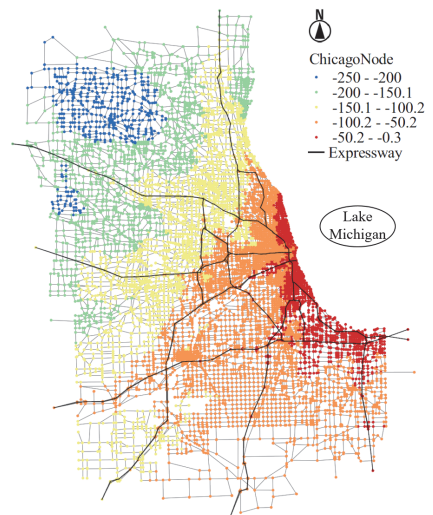 N
ChicagoNode
-250 - -200
-200 - -150.1
-150.1 - -100.2
-100.2 - -50.2
-50.2 - -0.3
Expressway
Lake
Michigan